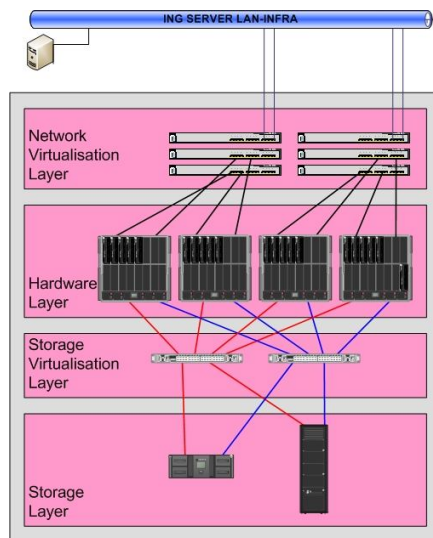 ING SERVER LAN-INFRA
Network
Virtualisation
Layer
Hardware
Layer
Storage
Virtualisation
Layer
Storage
Layer